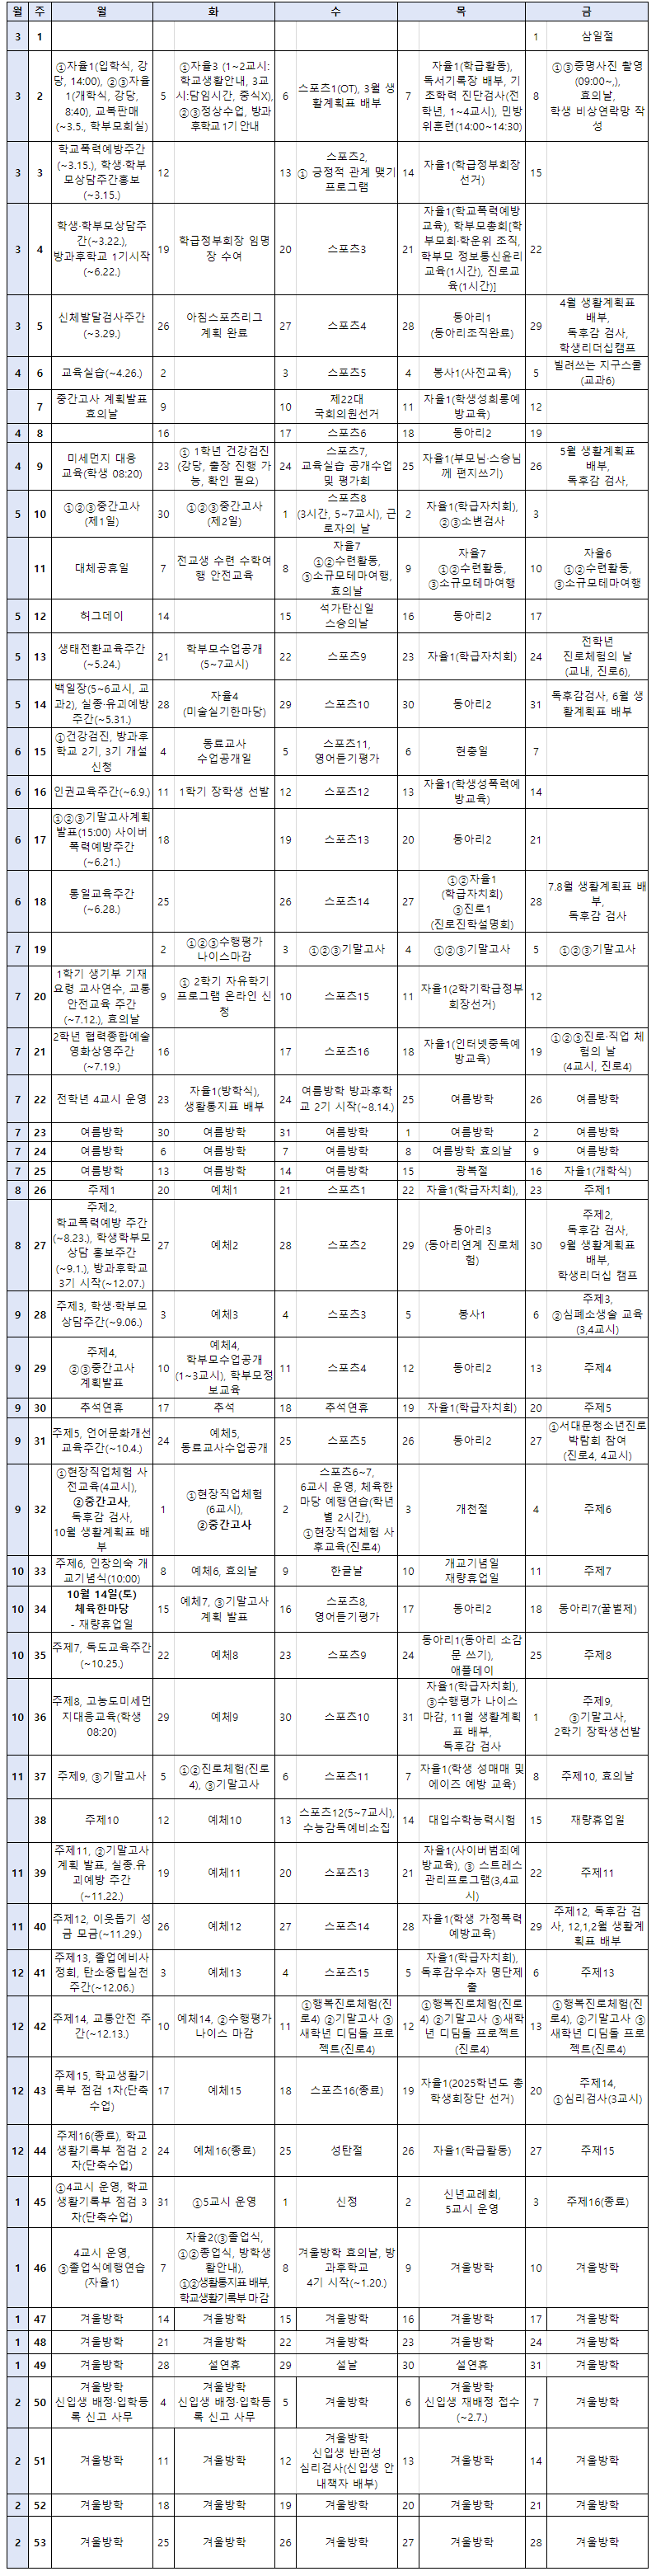 월 주 월 화 수 목 금
3 1 1 삼일절
3 2 ①자율1(입학식, 강당, 14:00), ②③자율1(개학식, 강당, 8:40), 교복판매(~3.5., 학부모회실) 5 ①자율3 (1~2교시: 학교생활안내, 3교시:담임시간, 중식X), ②③정상수업, 방과후학교 1기 안내 6 스포츠1(OT), 3월 생활계획표 배부 7 자율1(학급활동), 독서기록장 배부, 기초학력 진단검사(전학년, 1~4교시), 민방위훈련(14:00~14:30) 8 ①③증명사진 촬영(09:00~,), 효의날, 학생 비상연락망 작성
3 3 학교폭력예방주간(~3.15.), 학생·학부모상담주간홍보(~3.15.) 12 13 스포츠2, ① 긍정적 관계 맺기 프로그램 14 자율1(학급정부회장 선거) 15
3 4 학생·학부모상담주간(~3.22.), 방과후학교 1기시작(~6.22.) 19 학급정부회장 임명장 수여 20 스포츠3 21 자율1(학교폭력예방교육), 학부모총회[학부모회·학운위 조직, 학부모 정보통신윤리교육(1시간), 진로교육(1시간)] 22
3 5 신체발달검사주간(~3.29.) 26 아침스포츠리그 계획 완료 27 스포츠4 28 동아리1 (동아리조직완료) 29 4월 생활계획표 배부, 독후감 검사, 학생리더십캠프
4 6 교육실습(~4.26.) 2 3 스포츠5 4 봉사1(사전교육) 5 빌려쓰는 지구스쿨(교과6)
7 중간고사 계획발표 효의날 9 10 제22대 국회의원선거 11 자율1(학생성희롱예방교육) 12
4 8 16 17 스포츠6 18 동아리2 19
4 9 미세먼지 대응 교육(학생 08:20) 23 ① 1학년 건강검진(강당, 출장 진행 가능, 확인 필요) 24 스포츠7, 교육실습 공개수업 및 평가회 25 자율1(부모님·스승님께 편지쓰기) 26 5월 생활계획표 배부, 독후감 검사,
5 10 ①②③중간고사 (제1일) 30 ①②③중간고사 (제2일) 1 스포츠8 (3시간, 5~7교시), 근로자의 날 2 자율1(학급자치회), ②③소변검사 3
11 대체공휴일 7 전교생 수련 수학여행 안전교육 8 자율7 ①②수련활동, ③소규모테마여행, 효의날 9 자율7 ①②수련활동, ③소규모테마여행 10 자율6 ①②수련활동, ③소규모테마여행
5 12 허그데이 14 15 석가탄신일 스승의날 16 동아리2 17
5 13 생태전환교육주간(~5.24.) 21 학부모수업공개(5~7교시) 22 스포츠9 23 자율1(학급자치회) 24 전학년 진로체험의 날 (교내, 진로6),
5 14 백일장(5~6교시, 교과2), 실종·유괴예방주간(~5.31.) 28 자율4 (미술실기한마당) 29 스포츠10 30 동아리2 31 독후감검사, 6월 생활계획표 배부
6 15 ①건강검진, 방과후학교 2기, 3기 개설 신청 4 동료교사 수업공개일 5 스포츠11, 영어듣기평가 6 현충일 7
6 16 인권교육주간(~6.9.) 11 1학기 장학생 선발 12 스포츠12 13 자율1(학생성폭력예방교육) 14
6 17 ①②③기말고사계획 발표(15:00) 사이버폭력예방주간(~6.21.) 18 19 스포츠13 20 동아리2 21
6 18 통일교육주간(~6.28.) 25 26 스포츠14 27 ①②자율1 (학급자치회) ③진로1 (진로진학설명회) 28 7.8월 생활계획표 배부, 독후감 검사
7 19 2 ①②③수행평가 나이스마감 3 ①②③기말고사 4 ①②③기말고사 5 ①②③기말고사
7 20 1학기 생기부 기재요령 교사연수, 교통안전교육 주간(~7.12.), 효의날 9 ① 2학기 자유학기 프로그램 온라인 신청 10 스포츠15 11 자율1(2학기학급정부회장선거) 12
7 21 2학년 협력종합예술 영화상영주간(~7.19.) 16 17 스포츠16 18 자율1(인터넷중독예방교육) 19 ①②③진로·직업 체험의 날 (4교시, 진로4)
7 22 전학년 4교시 운영 23 자율1(방학식), 생활통지표 배부 24 여름방학 방과후학교 2기 시작(~8.14.) 25 여름방학 26 여름방학
7 23 여름방학 30 여름방학 31 여름방학 1 여름방학 2 여름방학
7 24 여름방학 6 여름방학 7 여름방학 8 여름방학 효의날 9 여름방학
7 25 여름방학 13 여름방학 14 여름방학 15 광복절 16 자율1(개학식)
8 26 주제1 20 예체1 21 스포츠1 22 자율1(학급자치회), 23 주제1
8 27 주제2, 학교폭력예방 주간(~8.23.), 학생학부모상담 홍보주간(~9.1.), 방과후학교 3기 시작(~12.07.) 27 예체2 28 스포츠2 29 동아리3 (동아리연계 진로체험) 30 주제2, 독후감 검사, 9월 생활계획표 배부, 학생리더십 캠프
9 28 주제3, 학생·학부모상담주간(~9.06.) 3 예체3 4 스포츠3 5 봉사1 6 주제3, ②심폐소생술 교육(3,4교시)
9 29 주제4, ②③중간고사 계획발표 10 예체4, 학부모수업공개(1~3교시), 학부모정보교육 11 스포츠4 12 동아리2 13 주제4
9 30 추석연휴 17 추석 18 추석연휴 19 자율1(학급자치회) 20 주제5
9 31 주제5, 언어문화개선교육주간(~10.4.) 24 예체5, 동료교사수업공개 25 스포츠5 26 동아리2 27 ①서대문청소년진로박람회 참여 (진로4, 4교시)
9 32 ①현장직업체험 사전교육(4교시), ②중간고사, 독후감 검사, 10월 생활계획표 배부 1 ①현장직업체험(6교시), ②중간고사 2 스포츠6~7, 6교시 운영, 체육한마당 예행연습(학년별 2시간), ①현장직업체험 사후교육(진로4) 3 개천절 4 주제6
10 33 주제6, 인창의숙 개교기념식(10:00) 8 예체6, 효의날 9 한글날 10 개교기념일 재량휴업일 11 주제7
10 34 10월 14일(토) 체육한마당 - 재량휴업일 15 예체7, ③기말고사 계획 발표 16 스포츠8, 영어듣기평가 17 동아리2 18 동아리7(꿀벌제)
10 35 주제7, 독도교육주간(~10.25.) 22 예체8 23 스포츠9 24 동아리1(동아리 소감문 쓰기), 애플데이 25 주제8
10 36 주제8, 고농도미세먼지대응교육(학생 08:20) 29 예체9 30 스포츠10 31 자율1(학급자치회), ③수행평가 나이스 마감, 11월 생활계획표 배부, 독후감 검사 1 주제9, ③기말고사, 2학기 장학생선발
11 37 주제9, ③기말고사 5 ①②진로체험(진로4), ③기말고사 6 스포츠11 7 자율1(학생 성매매 및 에이즈 예방 교육) 8 주제10, 효의날
38 주제10 12 예체10 13 스포츠12(5~7교시), 수능감독예비소집 14 대입수학능력시험 15 재량휴업일
11 39 주제11, ②기말고사 계획 발표, 실종.유괴예방 주간(~11.22.) 19 예체11 20 스포츠13 21 자율1(사이버범죄예방교육), ③ 스트레스 관리프로그램(3,4교시) 22 주제11
11 40 주제12, 이웃돕기 성금 모금(~11.29.) 26 예체12 27 스포츠14 28 자율1(학생 가정폭력예방교육) 29 주제12, 독후감 검사, 12,1,2월 생활계획표 배부
12 41 주제13, 졸업예비사정회, 탄소중립실천주간(~12.06.) 3 예체13 4 스포츠15 5 자율1(학급자치회), 독후감우수자 명단제출 6 주제13
12 42 주제14, 교통안전 주간(~12.13.) 10 예체14, ②수행평가 나이스 마감 11 ①행복진로체험(진로4) ②기말고사 ③새학년 디딤돌 프로젝트(진로4) 12 ①행복진로체험(진로4), ②기말고사 ③새학년 디딤돌 프로젝트(진로4) 13 ①행복진로체험(진로4), ②기말고사 ③새학년 디딤돌 프로젝트(진로4)
12 43 주제15, 학교생활기록부 점검 1차(단축수업) 17 예체15 18 스포츠16(종료) 19 자율1(2025학년도 총학생회장단 선거) 20 주제14, ①심리검사(3교시)
12 44 주제16(종료), 학교생활기록부 점검 2차(단축수업) 24 예체16(종료) 25 성탄절 26 자율1(학급활동) 27 주제15
1 45 ①4교시 운영, 학교생활기록부 점검 3차(단축수업) 31 ①5교시 운영 1 신정 2 신년교례회, 5교시 운영 3 주제16(종료)
1 46 4교시 운영, ③졸업식예행연습(자율1) 7 자율2(③졸업식, ①②종업식, 방학생활안내), ①②생활통지표 배부, 학교생활기록부 마감 8 겨울방학 효의날, 방과후학교 4기 시작(~1.20.) 9 겨울방학 10 겨울방학
1 47 겨울방학 14 겨울방학 15 겨울방학 16 겨울방학 17 겨울방학
1 48 겨울방학 21 겨울방학 22 겨울방학 23 겨울방학 24 겨울방학
1 49 겨울방학 28 설연휴 29 설날 30 설연휴 31 겨울방학
2 50 겨울방학 신입생 배정·입학등록 신고 사무 4 겨울방학 신입생 배정·입학등록 신고 사무 5 겨울방학 6 겨울방학 신입생 재배정 접수(~2.7.) 7 겨울방학
2 51 겨울방학 11 겨울방학 12 겨울방학 신입생 반편성 심리검사(신입생 안내책자 배부) 13 겨울방학 14 겨울방학
2 52 겨울방학 18 겨울방학 19 겨울방학 20 겨울방학 21 겨울방학
2 53 겨울방학 25 겨울방학 26 겨울방학 27 겨울방학 28 겨울방학